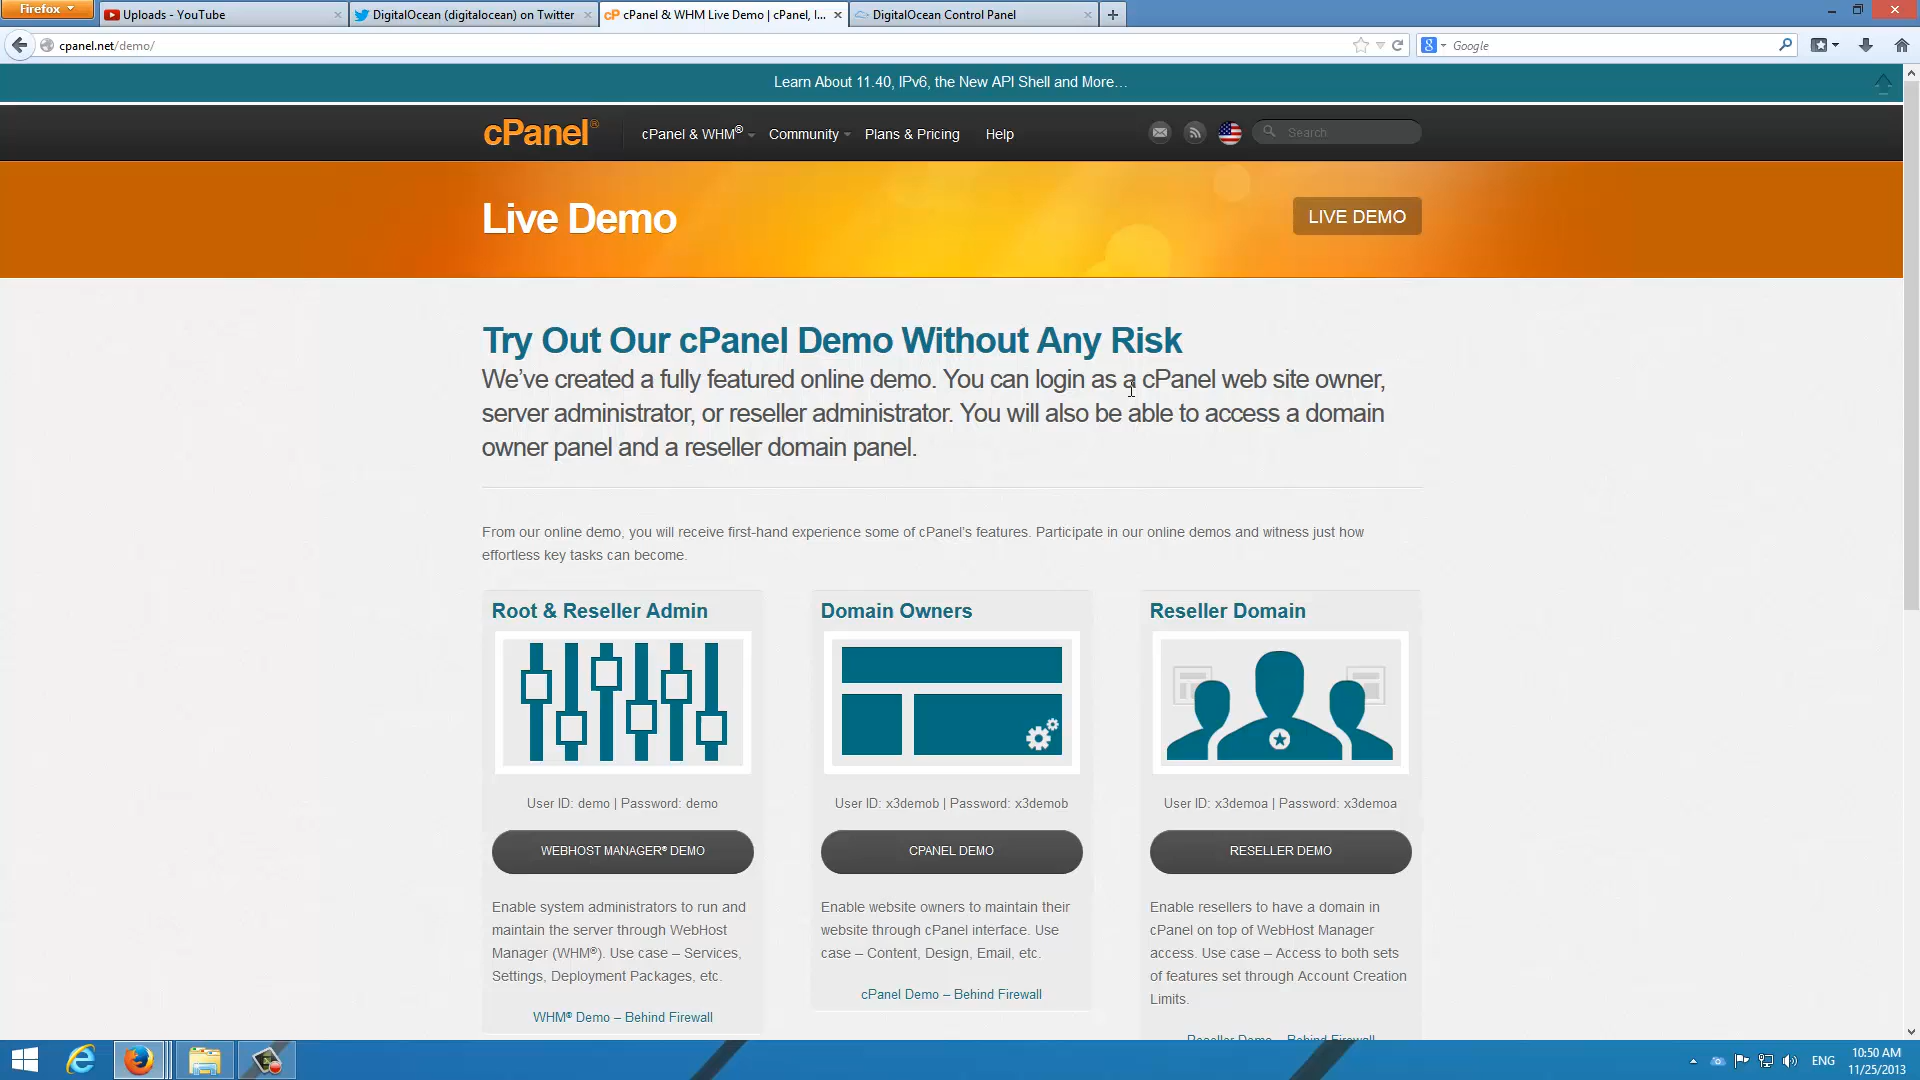 Firefox
Uploads - YouTube
DigitalOcean (digitalocean) on Twitter
cP cPanel & WHM Live Demo | cPanel, I...
DigitalOcean Control Panel
cpanel.net/demo/
Google
Learn About 11.40, IPv6, the New API Shell and More...
cPanel®
cPanel & WHM®
Community
Plans & Pricing
Help
Search
Live Demo
LIVE DEMO
Try Out Our cPanel Demo Without Any Risk
We've created a fully featured online demo. You can login as a cPanel web site owner,
server administrator, or reseller administrator. You will also be able to access a domain
owner panel and a reseller domain panel.
From our online demo, you will receive first-hand experience some of cPanel's features. Participate in our online demos and witness just how
effortless key tasks can become.
Root & Reseller Admin
User ID: demo | Password: demo
WEBHOST MANAGER® DEMO
Enable system administrators to run and
maintain the server through WebHost
Manager (WHM®). Use case – Services,
Settings, Deployment Packages, etc.
WHM® Demo – Behind Firewall
Domain Owners
User ID: x3demob | Password: x3demob
CPANEL DEMO
Enable website owners to maintain their
website through cPanel interface. Use
case – Content, Design, Email, etc.
cPanel Demo – Behind Firewall
Reseller Domain
User ID: x3demoa | Password: x3demoa
RESELLER DEMO
Enable resellers to have a domain in
cPanel on top of WebHost Manager
access. Use case – Access to both sets
of features set through Account Creation
Limits.
Reseller Demo – Behind Firewall
ENG
10:50 AM
11/25/2013